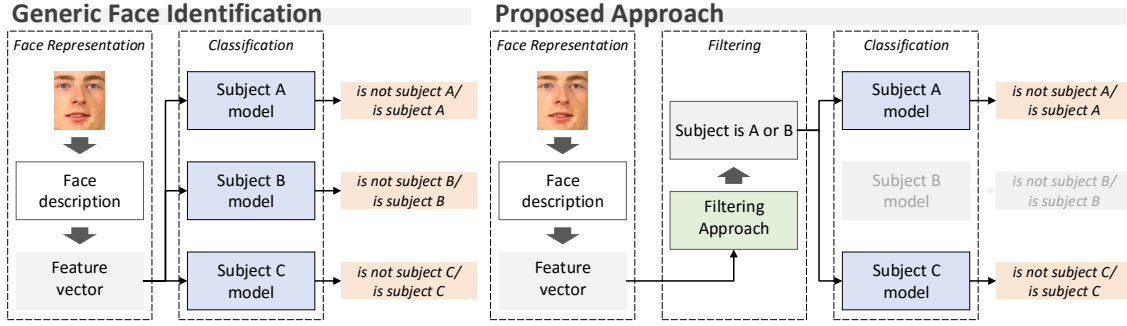 Generic Face Identification
Face Representation
Classification
Face
description
Feature
vector
Subject A
model
is not subject A/
is subject A
Subject B
model
is not subject B/
is subject B
Subject C
model
is not subject C/
is subject C
Proposed Approach
Face Representation
Filtering
Classification
Face
description
Feature
vector
Subject is A or B
Filtering
Approach
Subject A
model
is not subject A/
is subject A
Subject B
model
is not subject B/
is subject B
Subject C
model
is not subject C/
is subject C